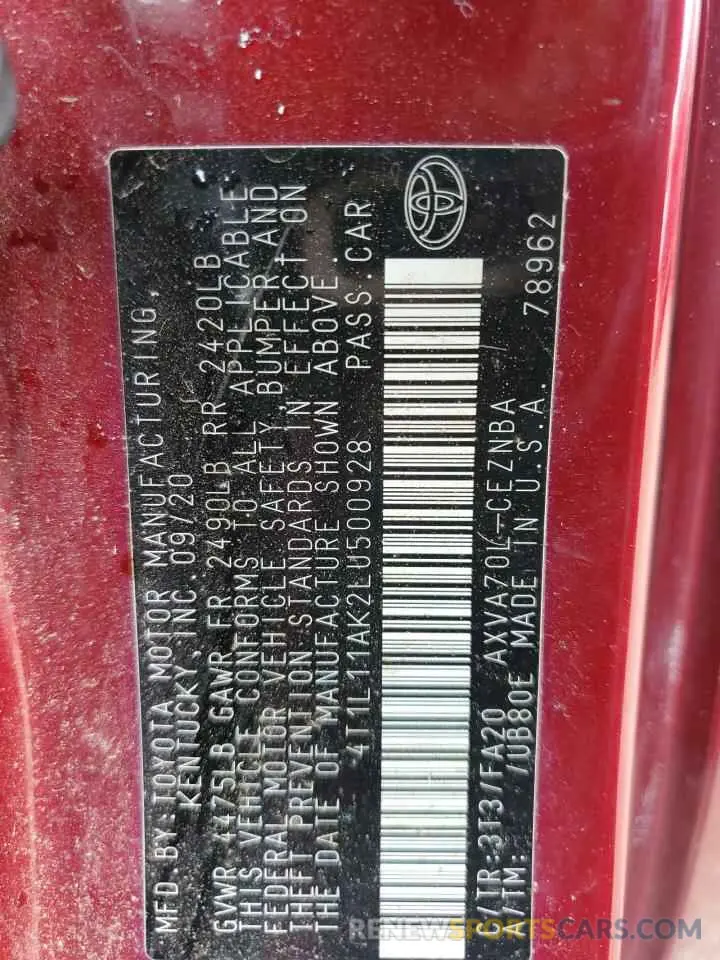 MFD. BY: TOYOTA MOTOR MANUFACTURING,
KENTUCKY, INC. 09/20
GVWR 4475LB GAWR FR 2490LB RR 2420LB
THIS VEHICLE CONFORMS TO ALL APPLICABLE
FEDERAL MOTOR VEHICLE SAFETY, BUMPER AND
THEFT PREVENTION STANDARDS IN EFFECT ON
THE DATE OF MANUFACTURE SHOWN ABOVE.
4T1L11AK2LU500928 PASS. CAR
C/TR:3T3/FA20 AXVA70L-CEZNBA
/TM: /UB80E MADE IN U.S.A. 78962
RENEWSPORTSCARS.COM